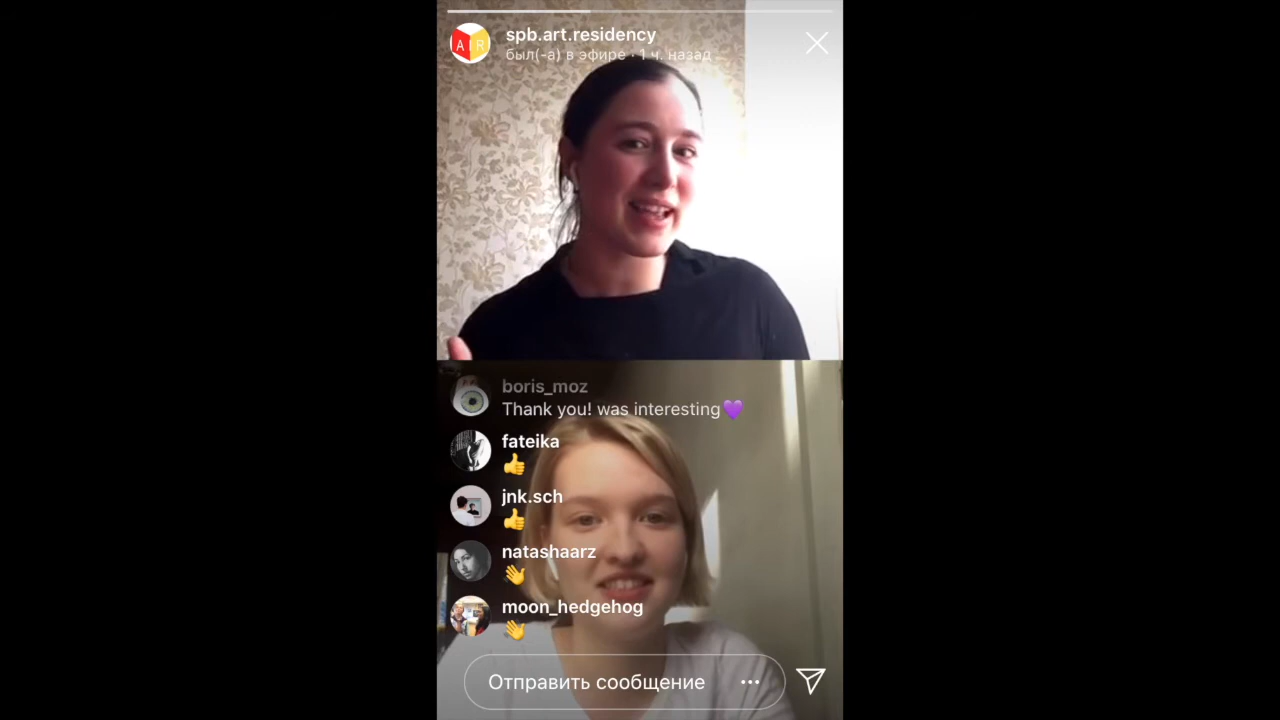 AIR
spb.art.residency
был(-а) в эфире · 1 ч. назад
boris_moz
Thank you! was interesting💜
fateika
👍
jnk.sch
👍
natashaarz
👋
moon_hedgehog
👋
Отправить сообщение